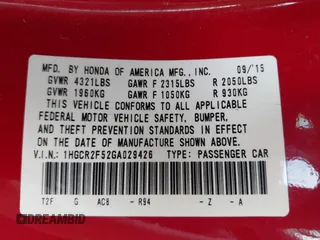 MFD. BY HONDA OF AMERICA MFG., INC. 09/'15
GVWR 4321LBS GAWR F 2315LBS R 2050LBS
GVWR 1960KG GAWR F 1050KG R 930KG
THIS VEHICLE CONFORMS TO ALL APPLICABLE
FEDERAL MOTOR VEHICLE SAFETY, BUMPER,
AND THEFT PREVENTION STANDARDS IN EFFECT
ON THE DATE OF MANUFACTURE SHOWN ABOVE.
V.I.N.: 1HGCR2F52GA029426 TYPE: PASSENGER CAR
T2F G AC8 - R94 - Z - A
DREAMBID